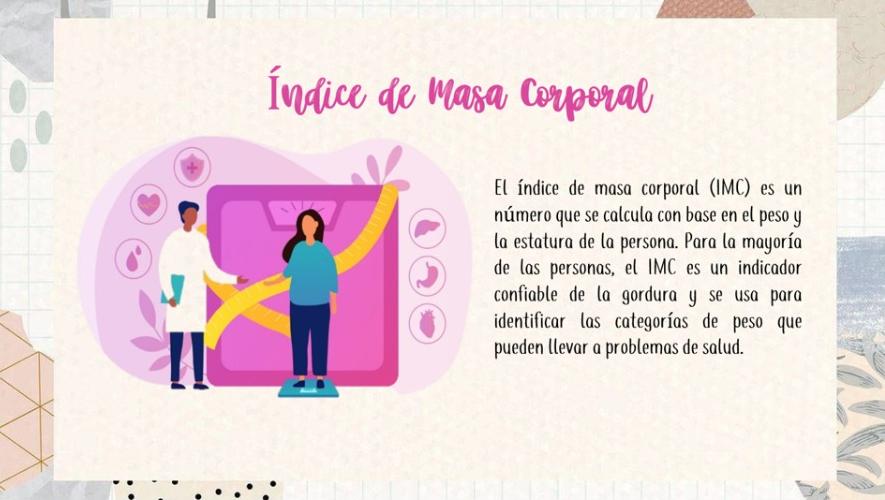 Índice de Masa Corporal
El índice de masa corporal (IMC) es un
número que se calcula con base en el peso y
la estatura de la persona. Para la mayoría
de las personas, el IMC es un indicador
confiable de la gordura y se usa para
identificar las categorías de peso que
pueden llevar a problemas de salud.